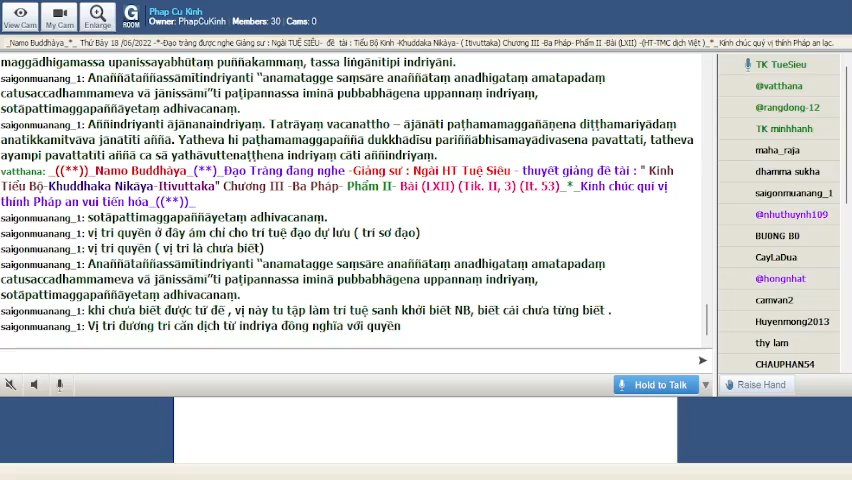 View Cam
My Cam
Enlarge
G
ROOM
Phap Cu Kinh
Owner: PhapCuKinh | Members: 30 | Cams: 0
_Namo Buddhàya_*_ Thứ Bảy 18 /06/2022 -*-Đạo tràng được nghe Giảng sư : Ngài TUỆ SIÊU- đề tài : Tiểu Bộ Kinh -Khuddaka Nikàya- ( Itivuttaka) Chương III -Ba Pháp- Phẩm II -Bài (LXII) -(HT-TMC dịch Việt )_*_ Kính chúc quý vị thính Pháp an lạc.
maggādhigamassa upanissayabhūtaṃ puññakammaṃ, tassa liṅgānīti indriyāni.
saigonmuanang_1: Anaññātaññassāmītindriyanti "anamatagge saṃsāre anaññātaṃ anadhigataṃ amatapadaṃ
catusaccadhammameva vā jānissāmī"ti paṭipannassa iminā pubbabhāgena uppannaṃ indriyaṃ,
sotāpattimaggapaññāyetaṃ adhivacanaṃ.
saigonmuanang_1: Aññindriyanti ājānanaindriyaṃ. Tatrāyaṃ vacanattho – ājānāti paṭhamamaggañāṇena diṭṭhamariyādaṃ
anatikkamitvāva jānātīti aññā. Yatheva hi paṭhamamaggapaññā dukkhādīsu pariññābhisamayādivasena pavattati, tatheva
ayampi pavattatīti aññā ca sā yathāvuttenaṭṭhena indriyaṃ cāti aññindriyaṃ.
vatthana: _((**))_Namo Buddhàya_(**)_Đạo Tràng đang nghe -Giảng sư : Ngài HT Tuệ Siêu - thuyết giảng đề tài : " Kinh
Tiểu Bộ-Khuddaka Nikàya-Itivuttaka" Chương III -Ba Pháp- Phẩm II- Bài (LXII) (Tik. II, 3) (It. 53)_*_Kính chúc quí vị
thính Pháp an vui tiến hóa_((**))_
saigonmuanang_1: sotāpattimaggapaññāyetaṃ adhivacanaṃ.
saigonmuanang_1: vị tri quyền ở đây ám chỉ cho trí tuệ đạo dự lưu ( trí sơ đạo)
saigonmuanang_1: vị tri quyền ( vị tri là chưa biết)
saigonmuanang_1: Anaññātaññassāmītindriyanti "anamatagge saṃsāre anaññātaṃ anadhigataṃ amatapadaṃ
catusaccadhammameva vā jānissāmī"ti paṭipannassa iminā pubbabhāgena uppannaṃ indriyaṃ,
sotāpattimaggapaññāyetaṃ adhivacanaṃ.
saigonmuanang_1: khi chưa biết được tứ đế , vị này tu tập làm trí tuệ sanh khởi biết NB, biết cái chưa từng biết .
saigonmuanang_1: Vị tri đương tri căn dịch từ indriya đồng nghĩa với quyền
Hold to Talk
TK TueSieu
@vatthana
@rangdong-12
TK minhhanh
maha_raja
dhamma sukha
saigonmuanang_1
@nhuthuynh109
BU0NG B0
CayLaDua
@hongnhat
camvan2
Huyenmong2013
thy lam
CHAUPHAN54
Raise Hand